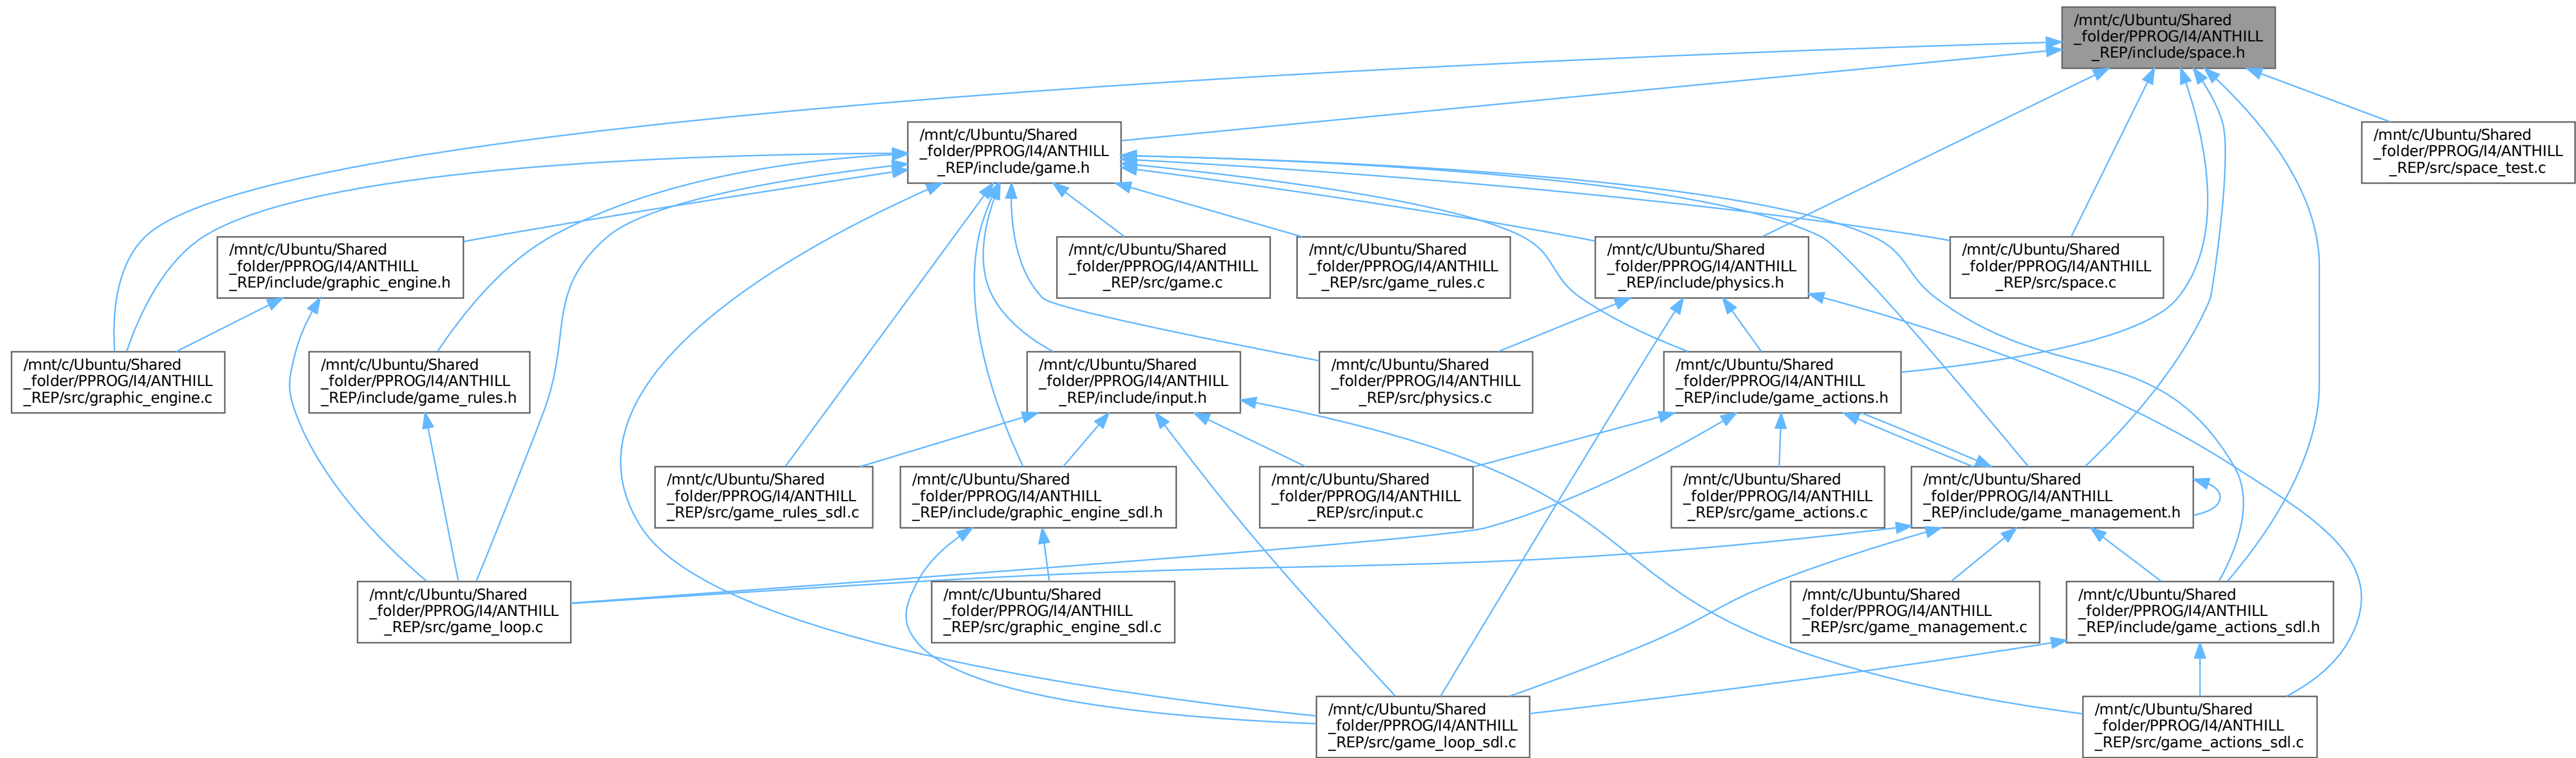 /mnt/c/Ubuntu/Shared
_folder/PPROG/I4/ANTHILL
_REP/include/space.h
/mnt/c/Ubuntu/Shared
_folder/PPROG/I4/ANTHILL
_REP/include/game.h
/mnt/c/Ubuntu/Shared
_folder/PPROG/I4/ANTHILL
_REP/src/space_test.c
/mnt/c/Ubuntu/Shared
_folder/PPROG/I4/ANTHILL
_REP/include/graphic_engine.h
/mnt/c/Ubuntu/Shared
_folder/PPROG/I4/ANTHILL
_REP/src/game.c
/mnt/c/Ubuntu/Shared
_folder/PPROG/I4/ANTHILL
_REP/src/game_rules.c
/mnt/c/Ubuntu/Shared
_folder/PPROG/I4/ANTHILL
_REP/include/physics.h
/mnt/c/Ubuntu/Shared
_folder/PPROG/I4/ANTHILL
_REP/src/space.c
/mnt/c/Ubuntu/Shared
_folder/PPROG/I4/ANTHILL
_REP/src/graphic_engine.c
/mnt/c/Ubuntu/Shared
_folder/PPROG/I4/ANTHILL
_REP/include/game_rules.h
/mnt/c/Ubuntu/Shared
_folder/PPROG/I4/ANTHILL
_REP/include/input.h
/mnt/c/Ubuntu/Shared
_folder/PPROG/I4/ANTHILL
_REP/src/physics.c
/mnt/c/Ubuntu/Shared
_folder/PPROG/I4/ANTHILL
_REP/include/game_actions.h
/mnt/c/Ubuntu/Shared
_folder/PPROG/I4/ANTHILL
_REP/src/game_rules_sdl.c
/mnt/c/Ubuntu/Shared
_folder/PPROG/I4/ANTHILL
_REP/include/graphic_engine_sdl.h
/mnt/c/Ubuntu/Shared
_folder/PPROG/I4/ANTHILL
_REP/src/input.c
/mnt/c/Ubuntu/Shared
_folder/PPROG/I4/ANTHILL
_REP/src/game_actions.c
/mnt/c/Ubuntu/Shared
_folder/PPROG/I4/ANTHILL
_REP/include/game_management.h
/mnt/c/Ubuntu/Shared
_folder/PPROG/I4/ANTHILL
_REP/src/game_loop.c
/mnt/c/Ubuntu/Shared
_folder/PPROG/I4/ANTHILL
_REP/src/graphic_engine_sdl.c
/mnt/c/Ubuntu/Shared
_folder/PPROG/I4/ANTHILL
_REP/src/game_management.c
/mnt/c/Ubuntu/Shared
_folder/PPROG/I4/ANTHILL
_REP/include/game_actions_sdl.h
/mnt/c/Ubuntu/Shared
_folder/PPROG/I4/ANTHILL
_REP/src/game_loop_sdl.c
/mnt/c/Ubuntu/Shared
_folder/PPROG/I4/ANTHILL
_REP/src/game_actions_sdl.c